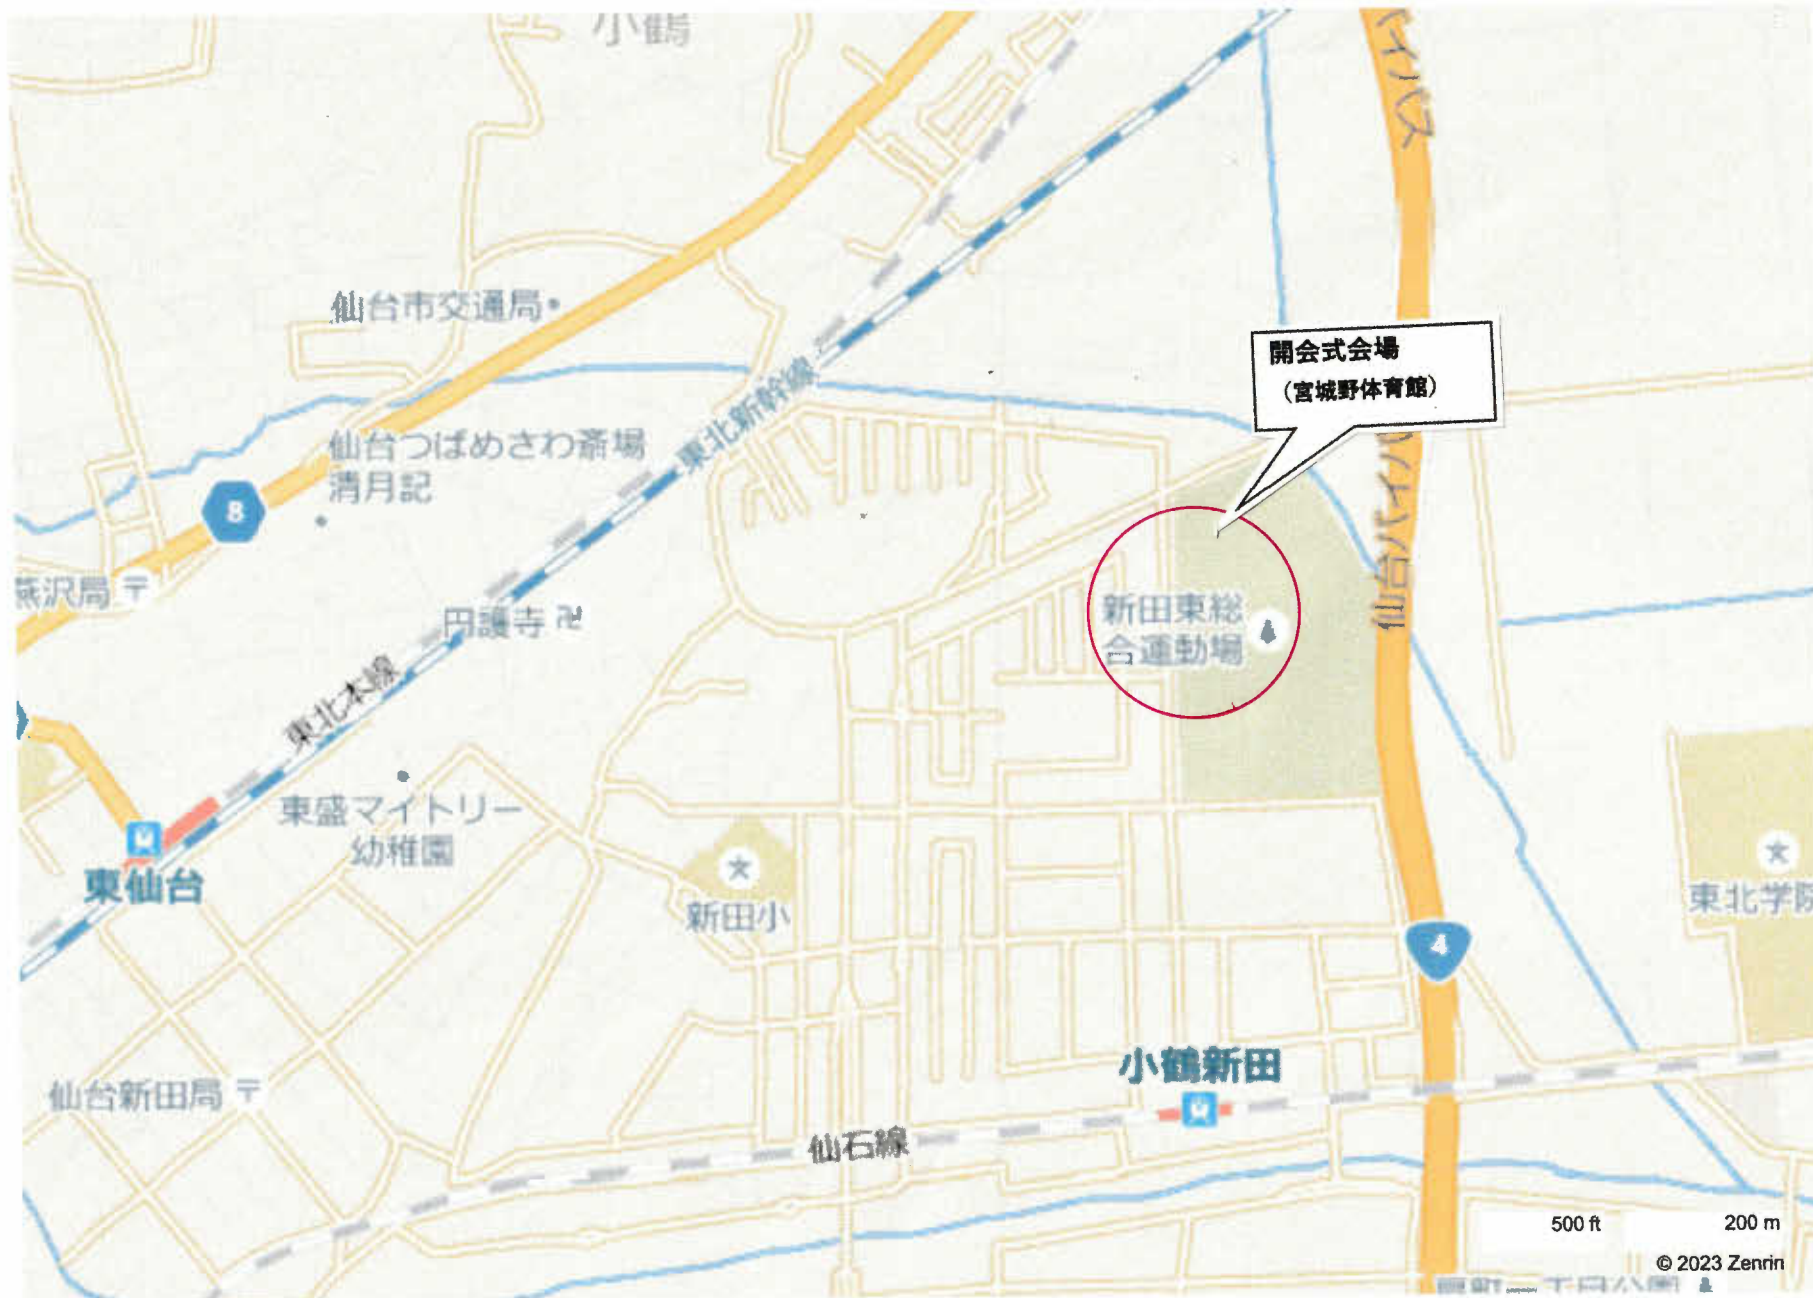 小鶴
バイパス
仙台市交通局
開会式会場
（宮城野体育館）
東北新幹線
仙台つばめさわ斎場
清月記
8
燕沢局
円護寺
新田東総
合運動場
東北本線
東盛マイトリー
幼稚園
東仙台
新田小
東北学院
4
小鶴新田
仙台新田局
仙石線
500 ft
200 m
© 2023 Zenrin